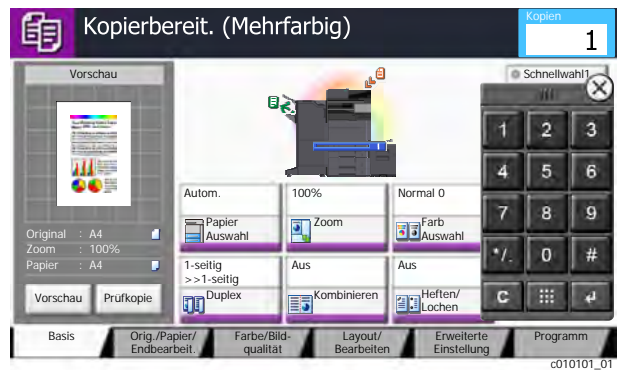 Kopierbereit. (Mehrfarbig)
Kopien
1
Vorschau
Schnellwahl1
Original : A4
Zoom : 100%
Papier : A4
Vorschau
Prüfkopie
Autom.
Papier
Auswahl
100%
Zoom
Normal 0
Farb
Auswahl
1-seitig
>>1-seitig
Duplex
Aus
Kombinieren
Aus
Heften/
Lochen
1 2 3
4 5 6
7 8 9
*/. 0 #
C
Basis
Orig./Papier/
Endbearbeit.
Farbe/Bild-
qualität
Layout/
Bearbeiten
Erweiterte
Einstellung
Programm
c010101_01